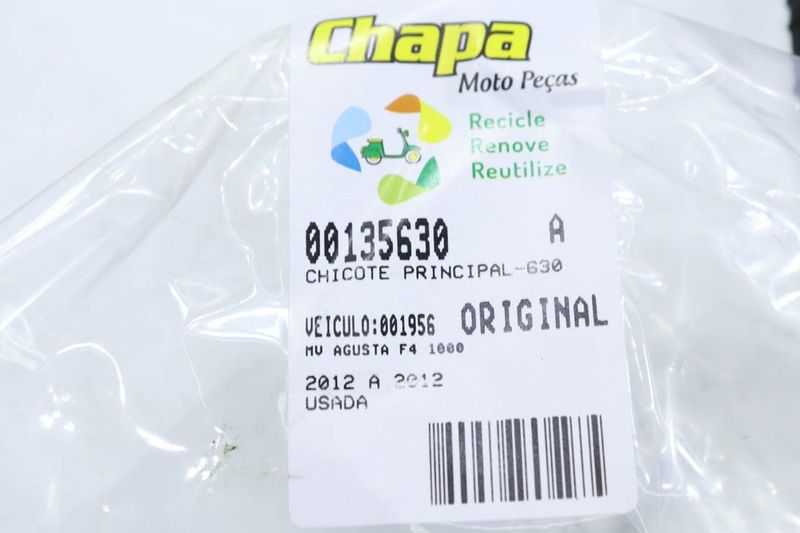 Chapa
Moto Peças
Recicle
Renove
Reutilize
00135630 A
CHICOTE PRINCIPAL-630
VEICULO:001956 ORIGINAL
MV AGUSTA F4 1000
2012 A 2012
USADA